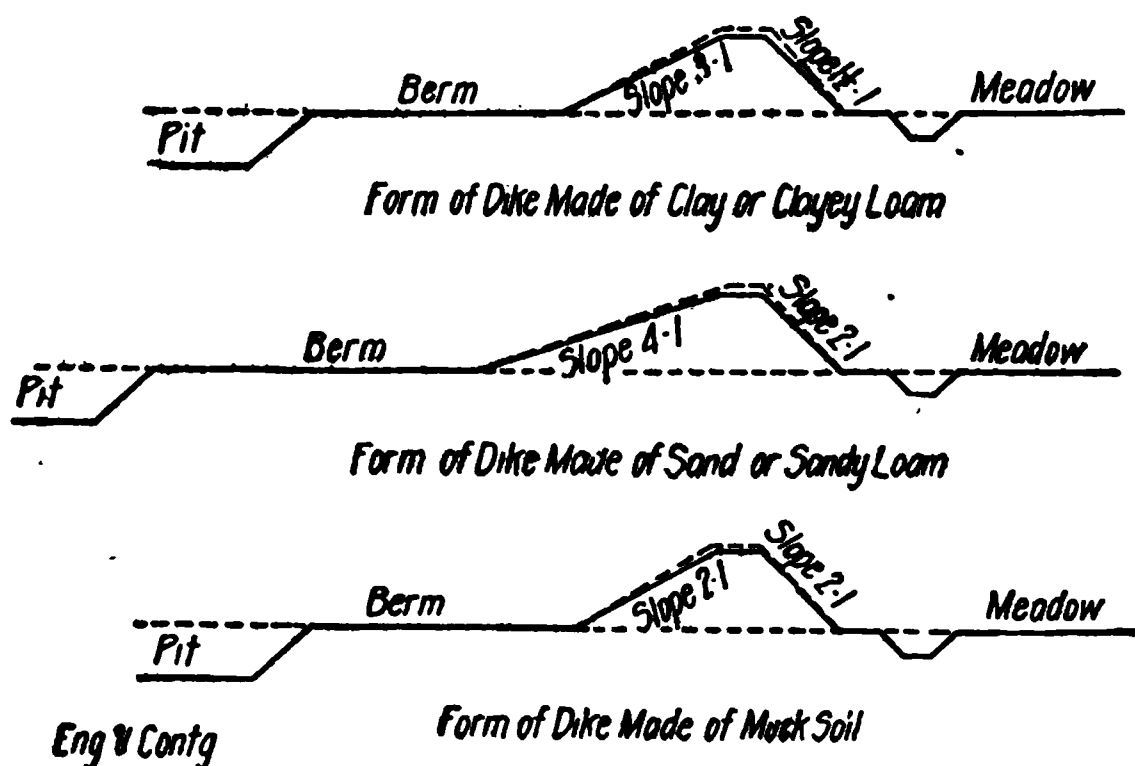 Berm
Slope 3-1
Slope 1½-1
Meadow
Pit
Form of Dike Made of Clay or Clayey Loam
Berm
Slope 4-1
Slope 2-1
Meadow
Pit
Form of Dike Made of Sand or Sandy Loam
Berm
Slope 2-1
Slope 2-1
Meadow
Pit
Form of Dike Made of Muck Soil
Eng & Contg